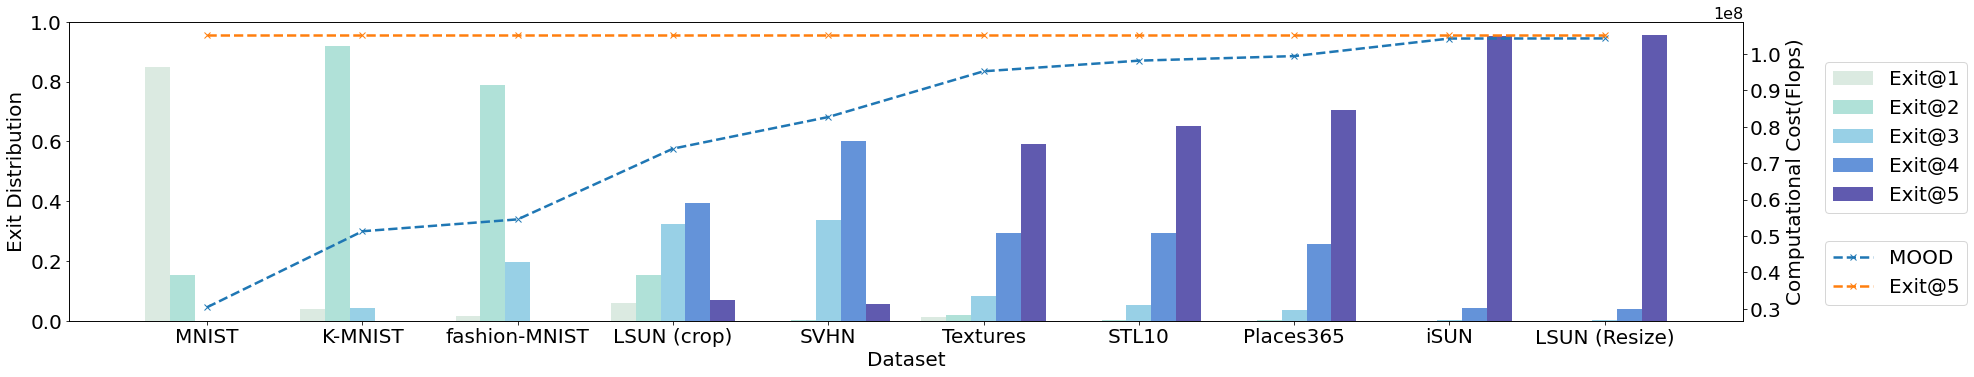 1e8
1.0
0.8
0.6
0.4
0.2
0.0
Exit Distribution
MNIST
K-MNIST
fashion-MNIST
LSUN (crop)
SVHN
Textures
STL10
Places365
iSUN
LSUN (Resize)
Dataset
1.0
0.9
0.8
0.7
0.6
0.5
0.4
0.3
Computational Cost(Flops)
Exit@1
Exit@2
Exit@3
Exit@4
Exit@5
MOOD
Exit@5